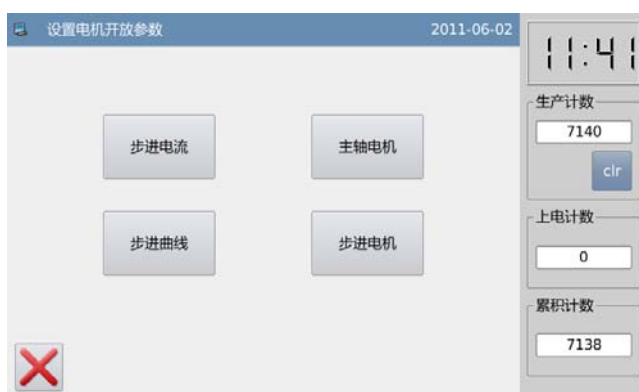 设置电机开放参数 2011-06-02
11:41
生产计数
7140
clr
步进电流 主轴电机
上电计数
步进曲线 步进电机
0
累积计数
7138